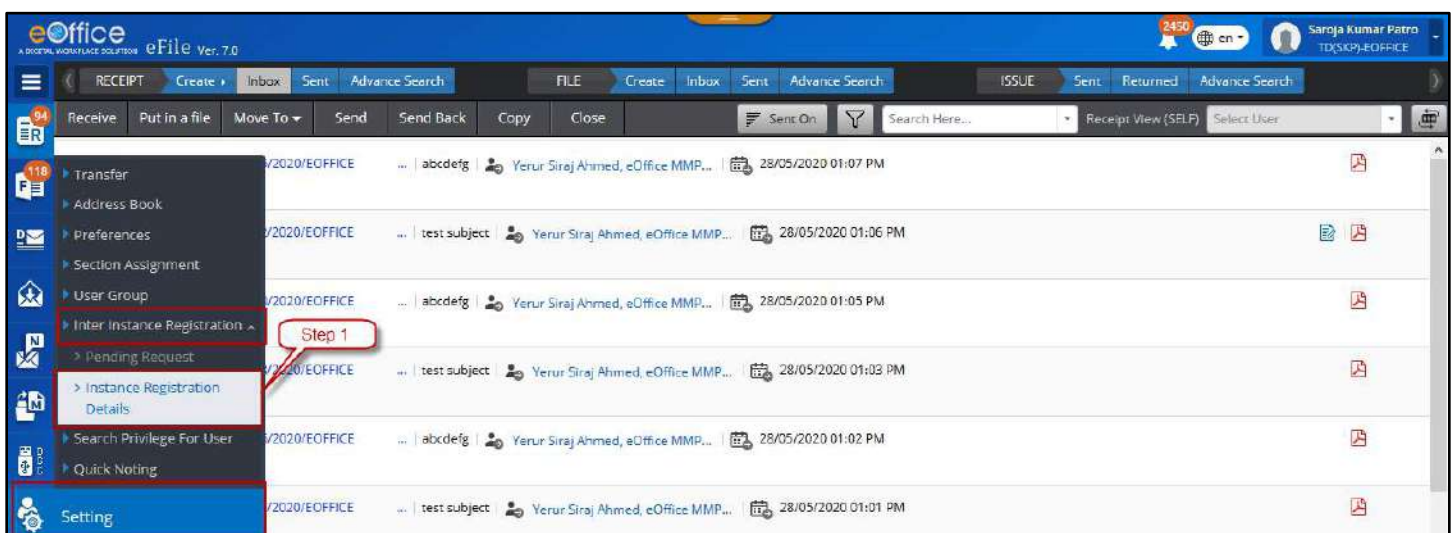 2450
eOffice
A DIGITAL WORKPLACE SOLUTION eFile Ver. 7.0
en
Saroja Kumar Patro
TD(SKP)-EOFFICE
RECEIPT Create Inbox Sent Advance Search FILE Create Inbox Sent Advance Search ISSUE Sent Returned Advance Search
94
R
Receive Put in a file Move To Send Send Back Copy Close Sent On Search Here... Receipt View (SELF) Select User
/2020/EOFFICE ... abcdefg Yerur Siraj Ahmed, eOffice MMP... 28/05/2020 01:07 PM
118
F
Transfer
Address Book
D
Preferences /2020/EOFFICE ... test subject Yerur Siraj Ahmed, eOffice MMP... 28/05/2020 01:06 PM
Section Assignment
User Group /2020/EOFFICE ... abcdefg Yerur Siraj Ahmed, eOffice MMP... 28/05/2020 01:05 PM
Inter Instance Registration
Step 1
N
> Pending Request
/2020/EOFFICE ... test subject Yerur Siraj Ahmed, eOffice MMP... 28/05/2020 01:03 PM
> Instance Registration
Details
M
Search Privilege For User /2020/EOFFICE ... abcdefg Yerur Siraj Ahmed, eOffice MMP... 28/05/2020 01:02 PM
Quick Noting
Setting /2020/EOFFICE ... test subject Yerur Siraj Ahmed, eOffice MMP... 28/05/2020 01:01 PM